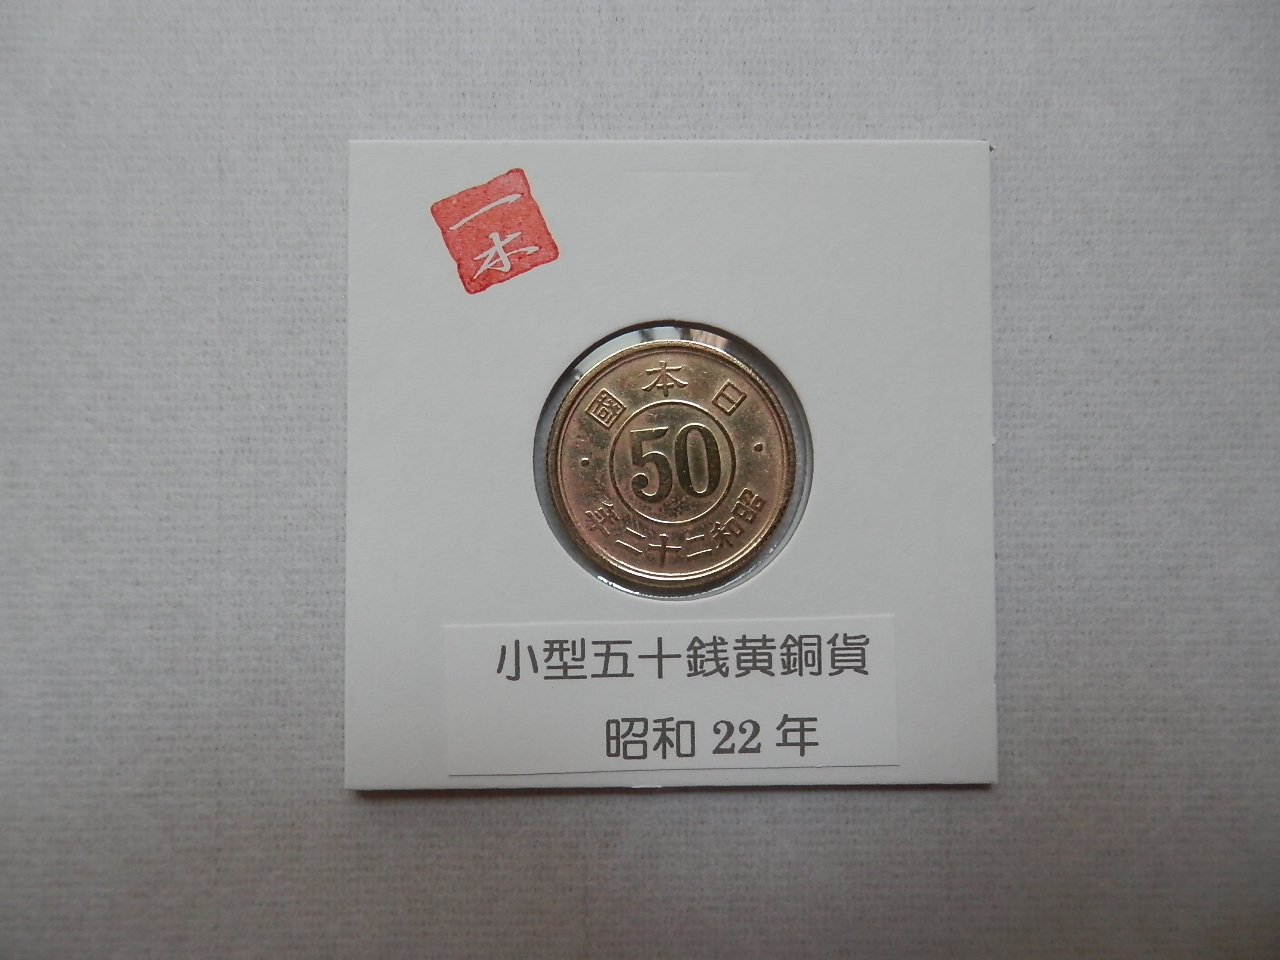 一
木
日本國
50
昭和二十二年
小型五十銭黄銅貨
昭和 22 年